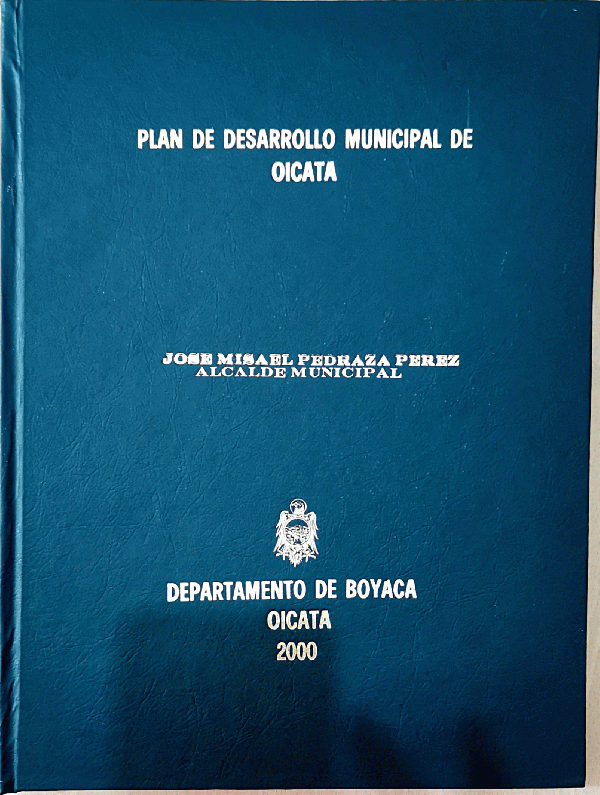 PLAN DE DESARROLLO MUNICIPAL DE
OICATA
JOSE MISAEL PEDRAZA PEREZ
ALCALDE MUNICIPAL
DEPARTAMENTO DE BOYACA
OICATA
2000